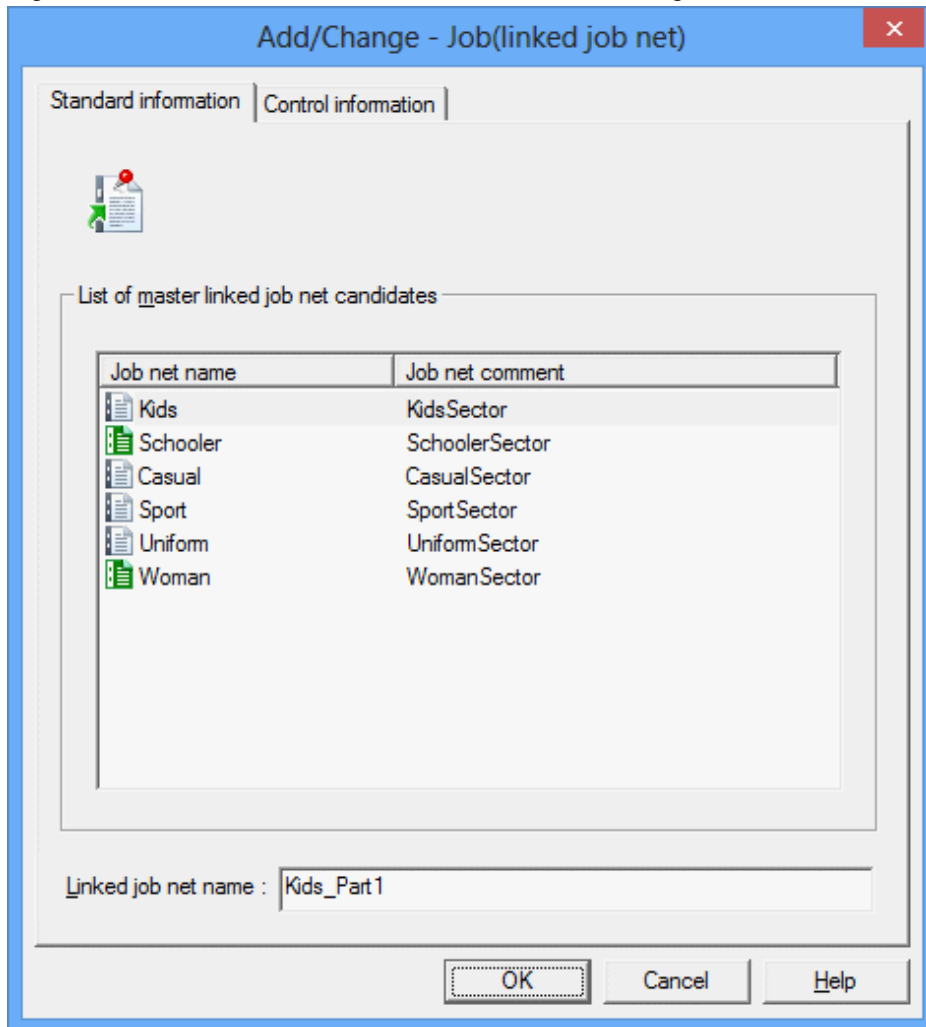 Add/Change - Job(linked job net)
Standard information Control information
List of master linked job net candidates
Job net name Job net comment
Kids KidsSector
Schooler SchoolerSector
Casual CasualSector
Sport SportSector
Uniform UniformSector
Woman WomanSector
Linked job net name : Kids_Part1
OK Cancel Help